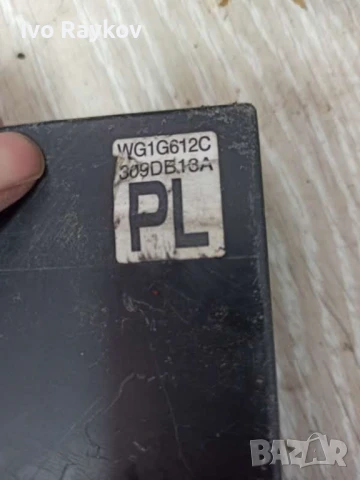 Ivo Raykov
WG1G612C
309DB13A
PL
BAZAR